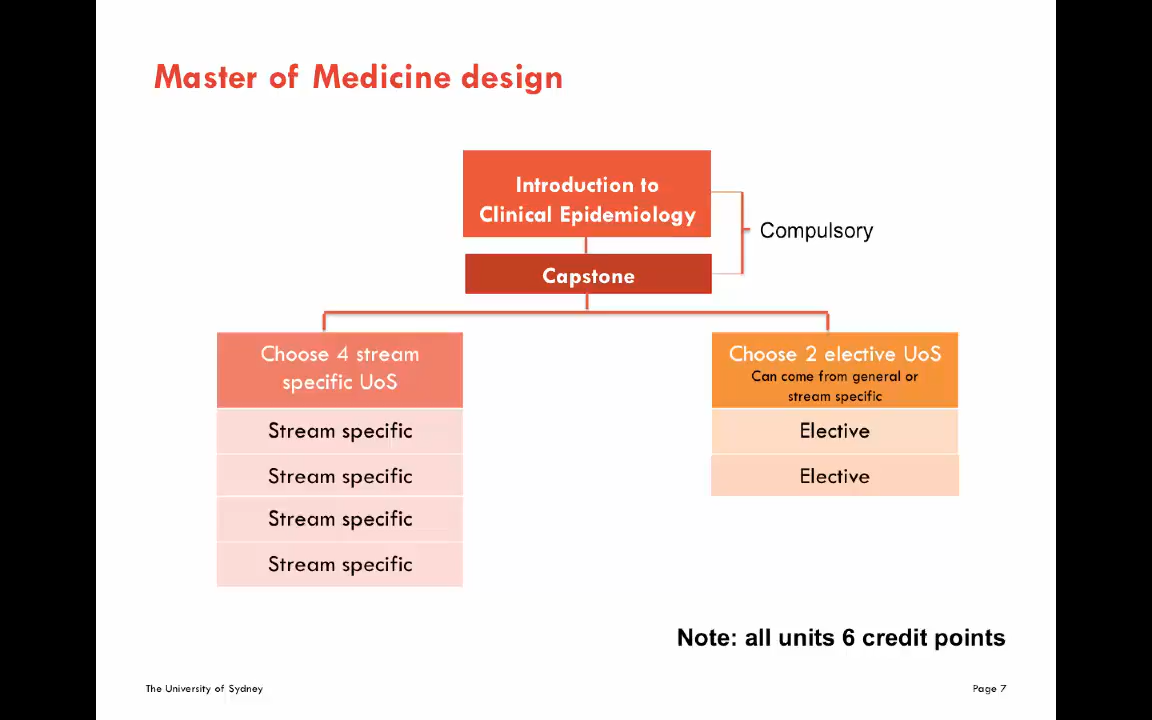 Master of Medicine design
Introduction to
Clinical Epidemiology
Compulsory
Capstone
Choose 4 stream
specific UoS
Stream specific
Stream specific
Stream specific
Stream specific
Choose 2 elective UoS
Can come from general or
stream specific
Elective
Elective
Note: all units 6 credit points
The University of Sydney
Page 7